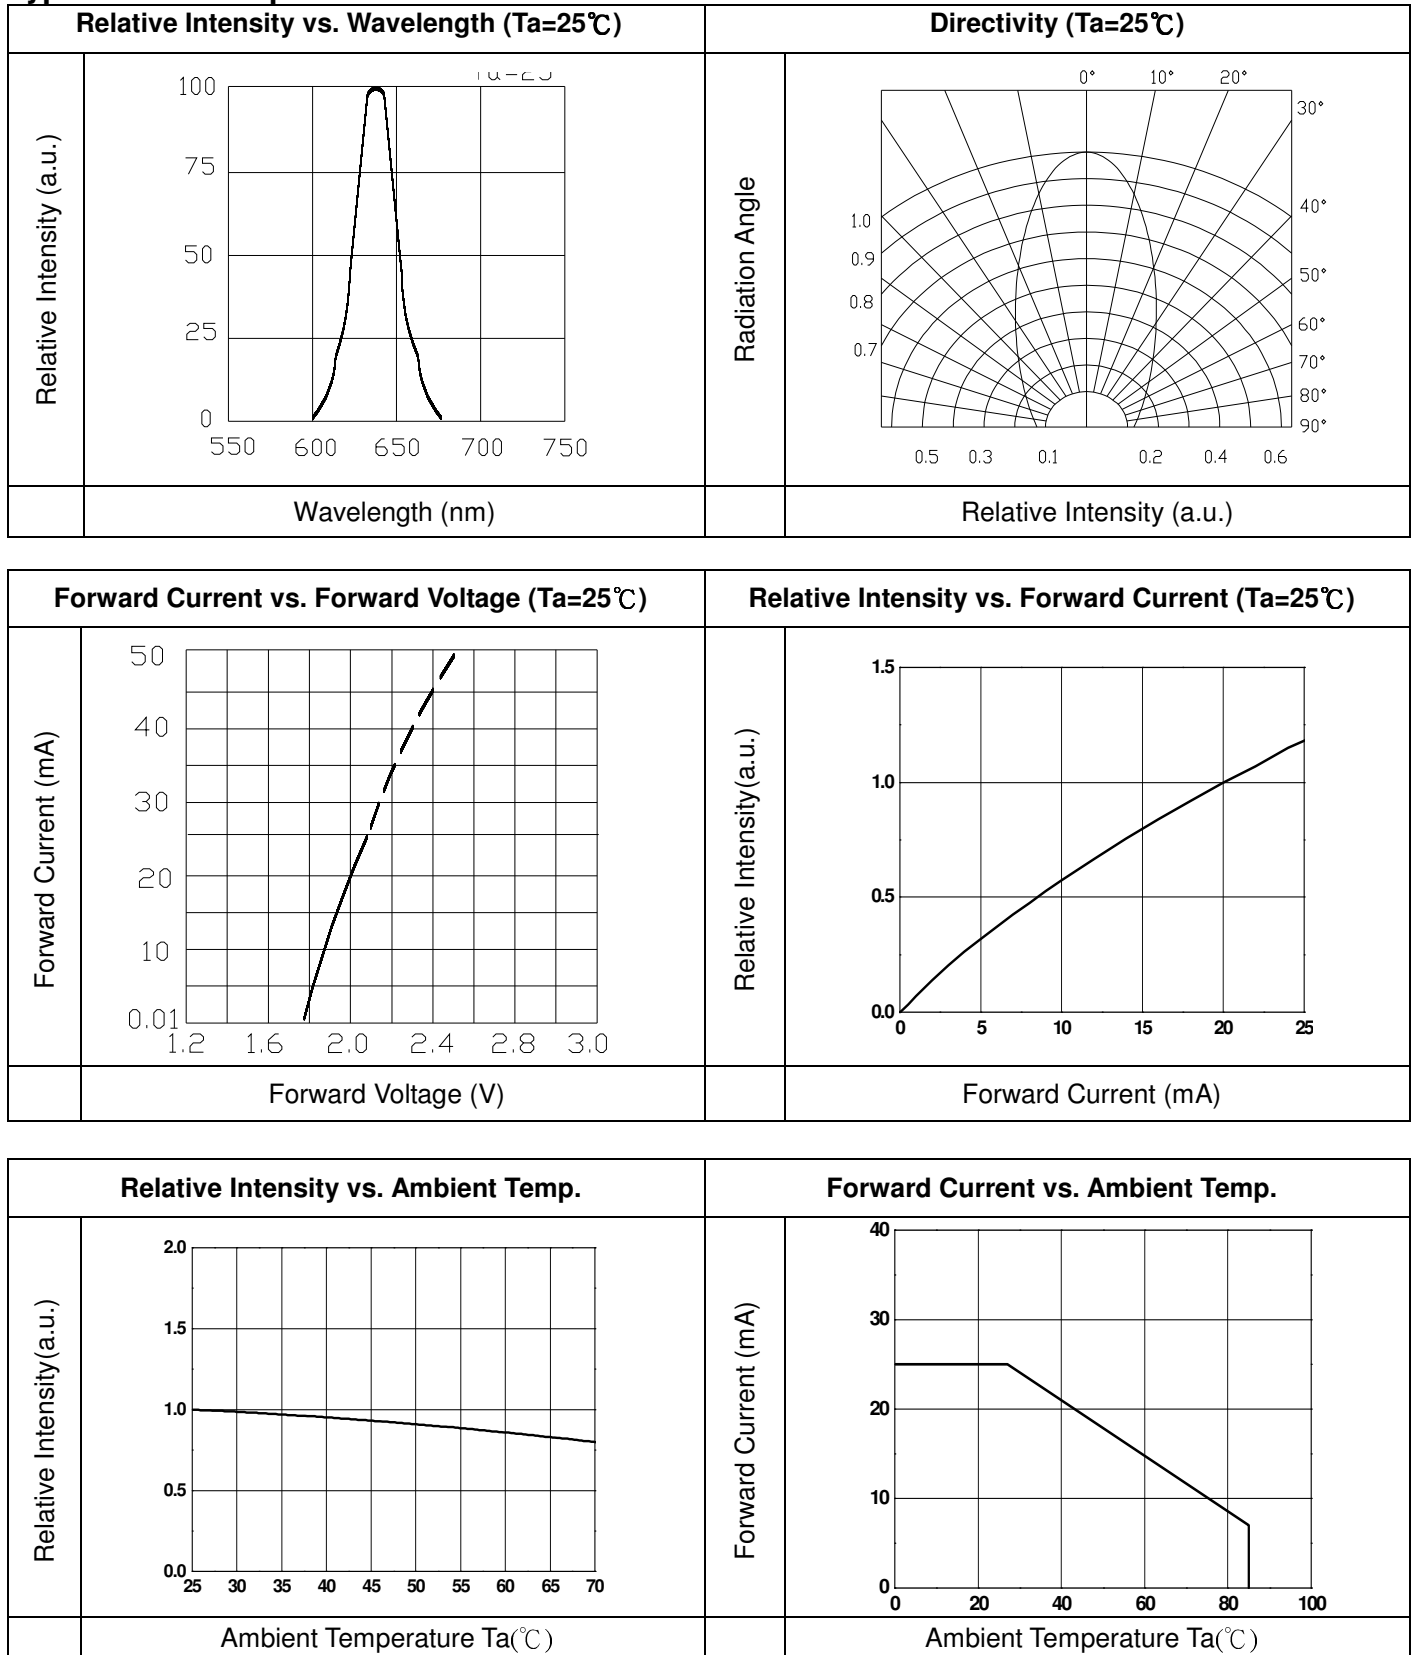 Relative Intensity vs. Wavelength (Ta=25℃)
Directivity (Ta=25℃)
Relative Intensity (a.u.)
100
75
50
25
0
550 600 650 700 750
Wavelength (nm)
Radiation Angle
0° 10° 20°
30°
40°
50°
60°
70°
80°
90°
1.0
0.9
0.8
0.7
0.5 0.3 0.1 0.2 0.4 0.6
Relative Intensity (a.u.)
Forward Current vs. Forward Voltage (Ta=25℃)
Relative Intensity vs. Forward Current (Ta=25℃)
Forward Current (mA)
50
40
30
20
10
0.01
1.2 1.6 2.0 2.4 2.8 3.0
Forward Voltage (V)
Relative Intensity(a.u.)
1.5
1.0
0.5
0.0
0 5 10 15 20 25
Forward Current (mA)
Relative Intensity vs. Ambient Temp.
Forward Current vs. Ambient Temp.
Relative Intensity(a.u.)
2.0
1.5
1.0
0.5
0.0
25 30 35 40 45 50 55 60 65 70
Ambient Temperature Ta(℃)
Forward Current (mA)
40
30
20
10
0
0 20 40 60 80 100
Ambient Temperature Ta(℃)